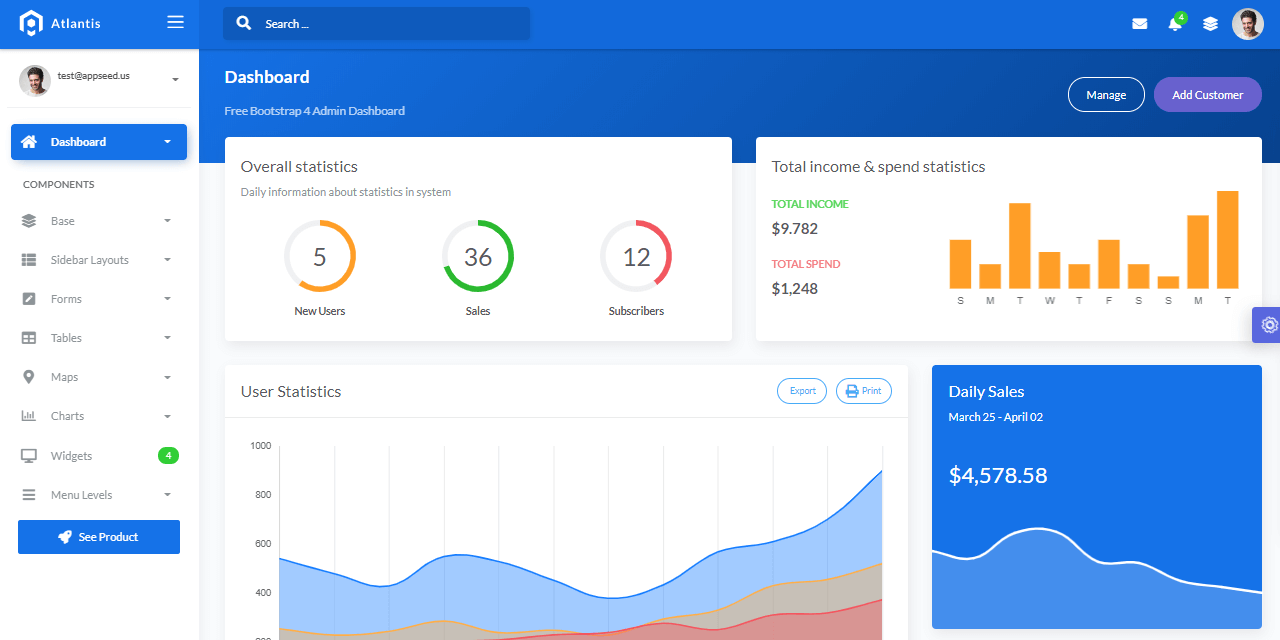 Atlantis
Search ...
4
test@appseed.us
Dashboard
COMPONENTS
Base
Sidebar Layouts
Forms
Tables
Maps
Charts
Widgets
4
Menu Levels
See Product
Dashboard
Free Bootstrap 4 Admin Dashboard
Manage
Add Customer
Overall statistics
Daily information about statistics in system
5
36
12
New Users
Sales
Subscribers
Total income & spend statistics
TOTAL INCOME
$9.782
TOTAL SPEND
$1,248
S M T W T F S S M T
User Statistics
Export
Print
1000
800
600
400
200
Daily Sales
March 25 - April 02
$4,578.58